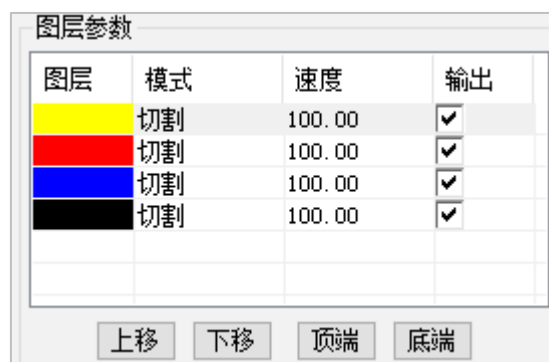 图层参数
图层 模式 速度 输出
切割 100.00
切割 100.00
切割 100.00
切割 100.00
上移 下移 顶端 底端